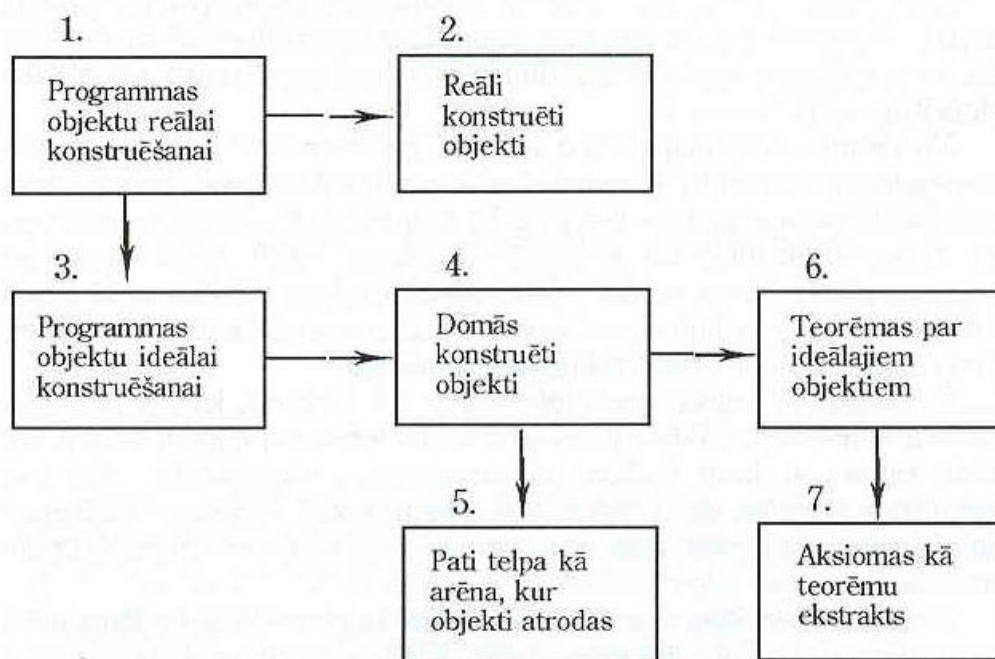 1.
Programmas
objektu reālai
konstruēšanai
2.
Reāli
konstruēti
objekti
3.
Programmas
objektu ideālai
konstruēšanai
4.
Domās
konstruēti
objekti
6.
Teorēmas par
ideālajiem
objektiem
5.
Pati telpa kā
arēna, kur
objekti atrodas
7.
Aksiomas kā
teorēmu
ekstrakts